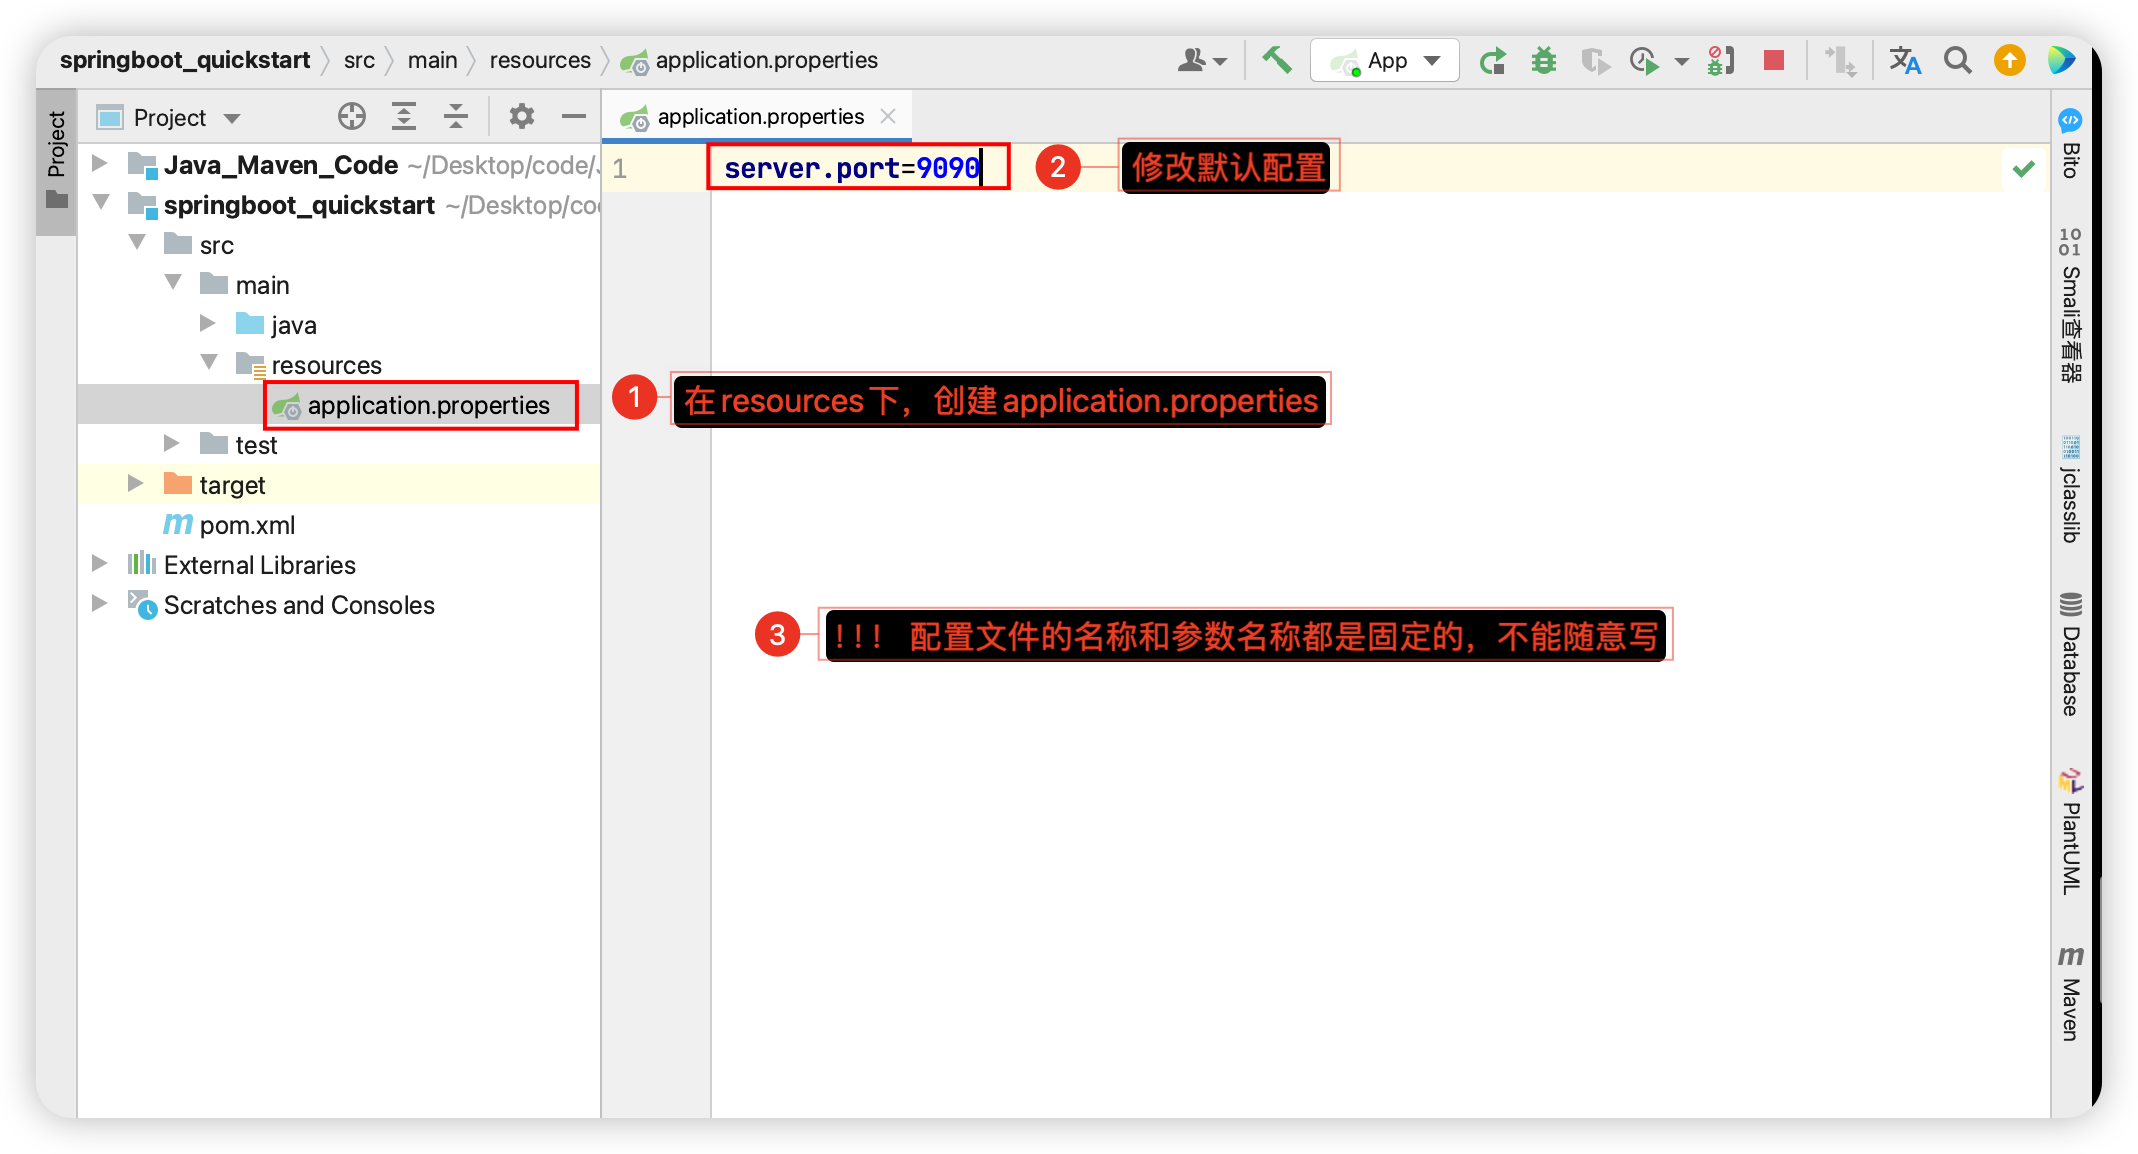 springboot_quickstart src main resources application.properties
App
Project
Project
application.properties
Java_Maven_Code ~/Desktop/code/
springboot_quickstart ~/Desktop/co
src
main
java
resources
application.properties
test
target
pom.xml
External Libraries
Scratches and Consoles
1
server.port=9090
2 修改默认配置
1 在resources下，创建application.properties
3 !!! 配置文件的名称和参数名称都是固定的，不能随意写
Bito
Smali查看器
jclasslib
Database
PlantUML
m Maven